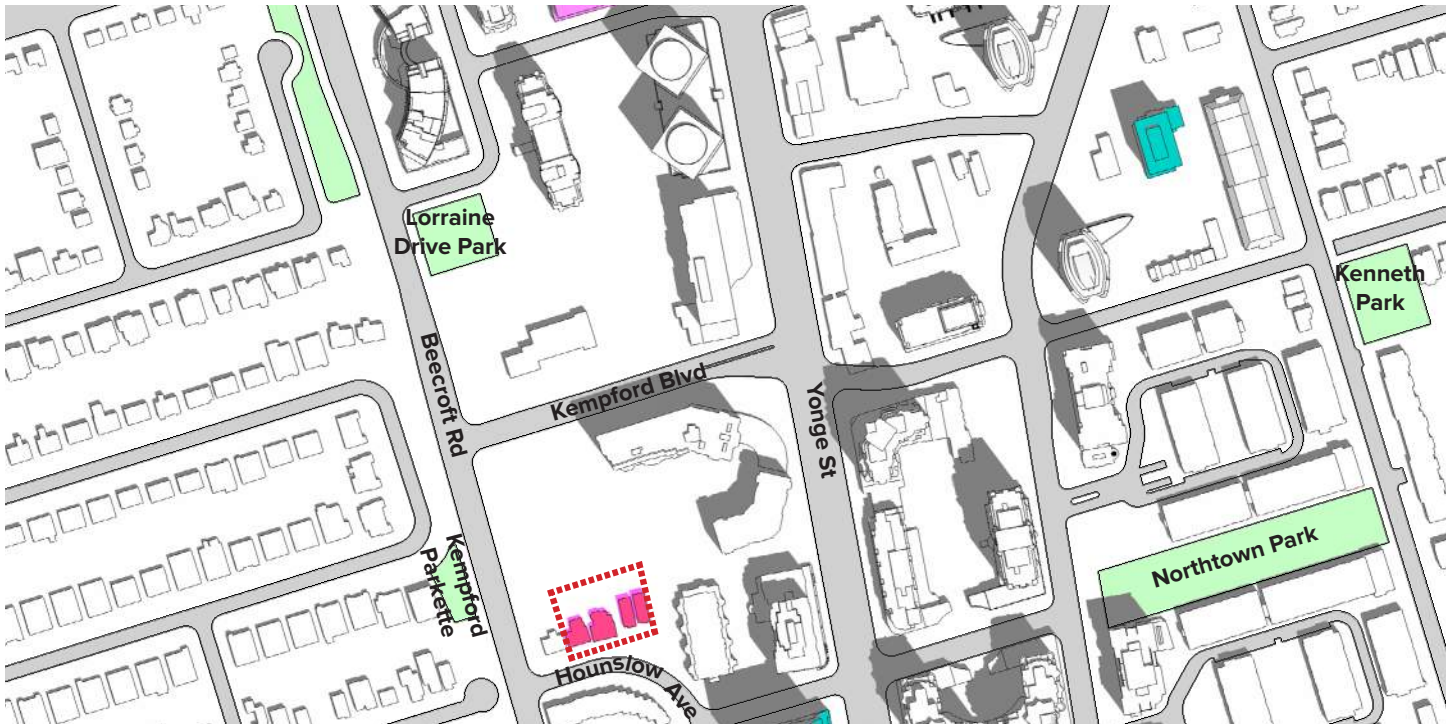 Lorraine
Drive Park
Kenneth
Park
Beecroft Rd
Kempford Blvd
Yonge St
Northtown Park
Kempford
Parkette
Hounslow Ave